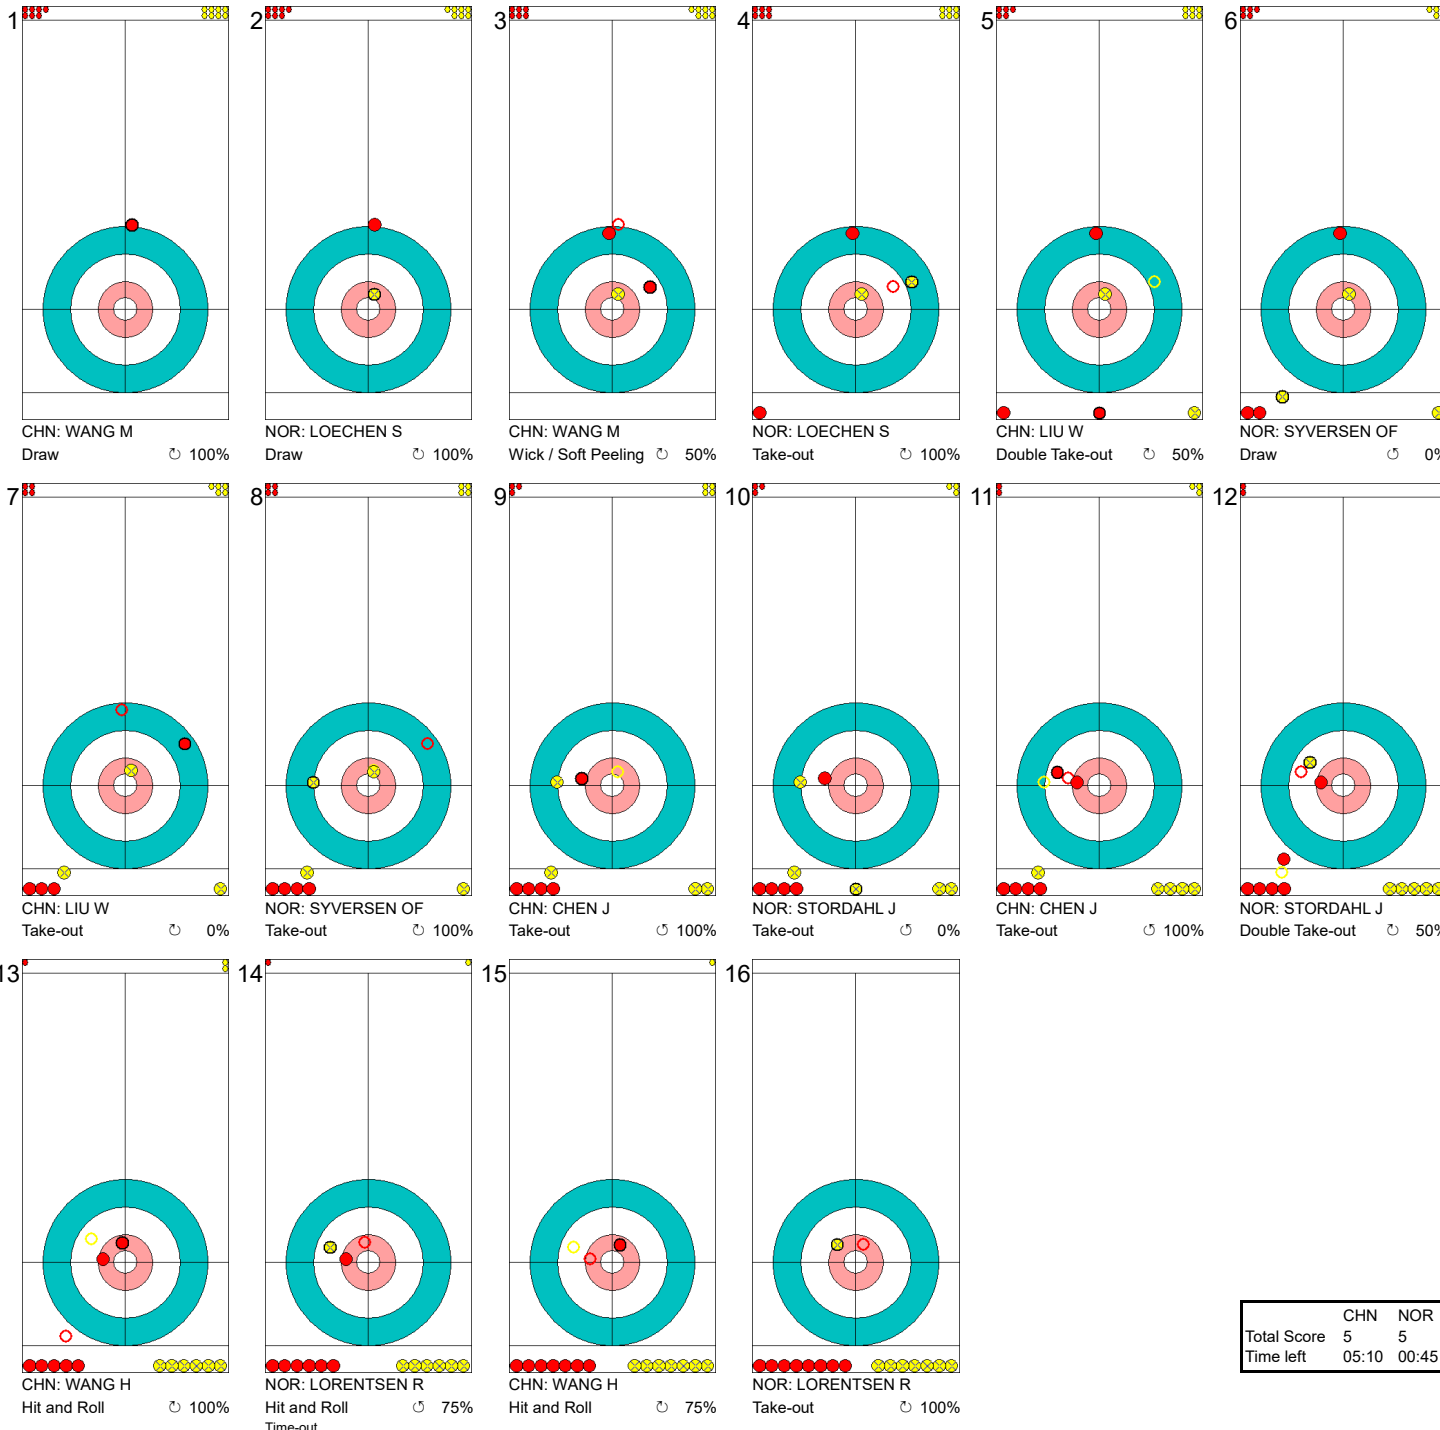 1
2
3
4
5
6
CHN: WANG M
Draw ↻ 100%
NOR: LOECHEN S
Draw ↻ 100%
CHN: WANG M
Wick / Soft Peeling ↻ 50%
NOR: LOECHEN S
Take-out ↻ 100%
CHN: LIU W
Double Take-out ↻ 50%
NOR: SYVERSEN OF
Draw ↺ 0%
7
8
9
10
11
12
CHN: LIU W
Take-out ↻ 0%
NOR: SYVERSEN OF
Take-out ↻ 100%
CHN: CHEN J
Take-out ↺ 100%
NOR: STORDAHL J
Take-out ↺ 0%
CHN: CHEN J
Take-out ↺ 100%
NOR: STORDAHL J
Double Take-out ↻ 50%
13
14
15
16
CHN: WANG H
Hit and Roll ↻ 100%
NOR: LORENTSEN R
Hit and Roll ↺ 75%
Time-out
CHN: WANG H
Hit and Roll ↻ 75%
NOR: LORENTSEN R
Take-out ↻ 100%
CHN NOR
Total Score 5 5
Time left 05:10 00:45